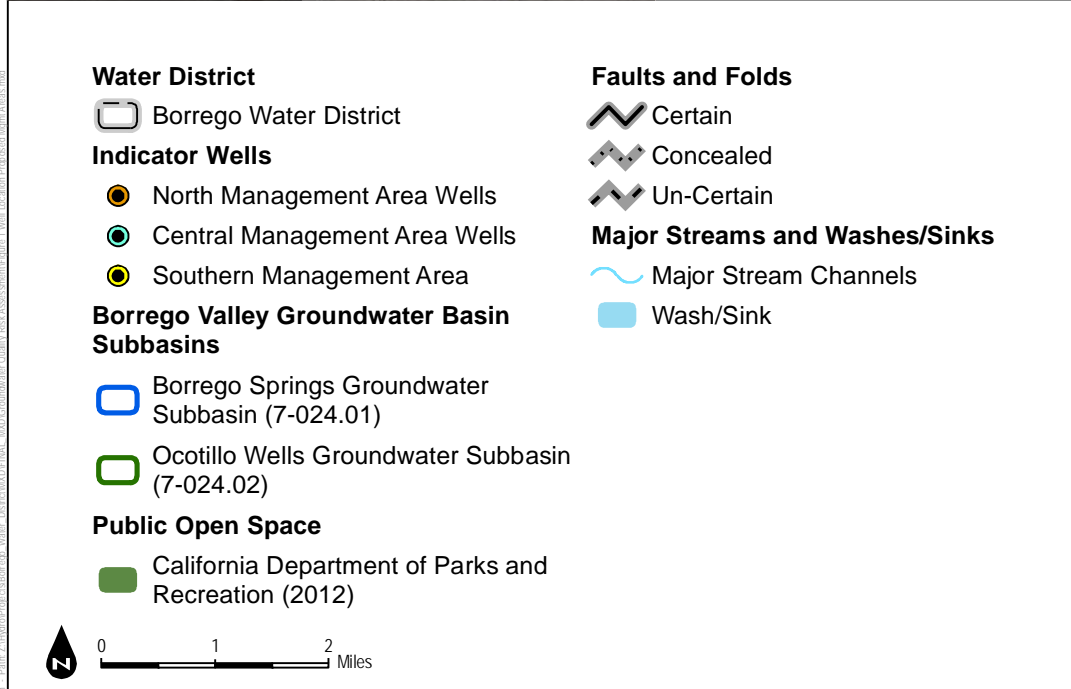 Water District
Borrego Water District
Indicator Wells
North Management Area Wells
Central Management Area Wells
Southern Management Area
Borrego Valley Groundwater Basin
Subbasins
Borrego Springs Groundwater
Subbasin (7-024.01)
Ocotillo Wells Groundwater Subbasin
(7-024.02)
Public Open Space
California Department of Parks and
Recreation (2012)
Faults and Folds
Certain
Concealed
Un-Certain
Major Streams and Washes/Sinks
Major Stream Channels
Wash/Sink
N
0 1 2
Miles